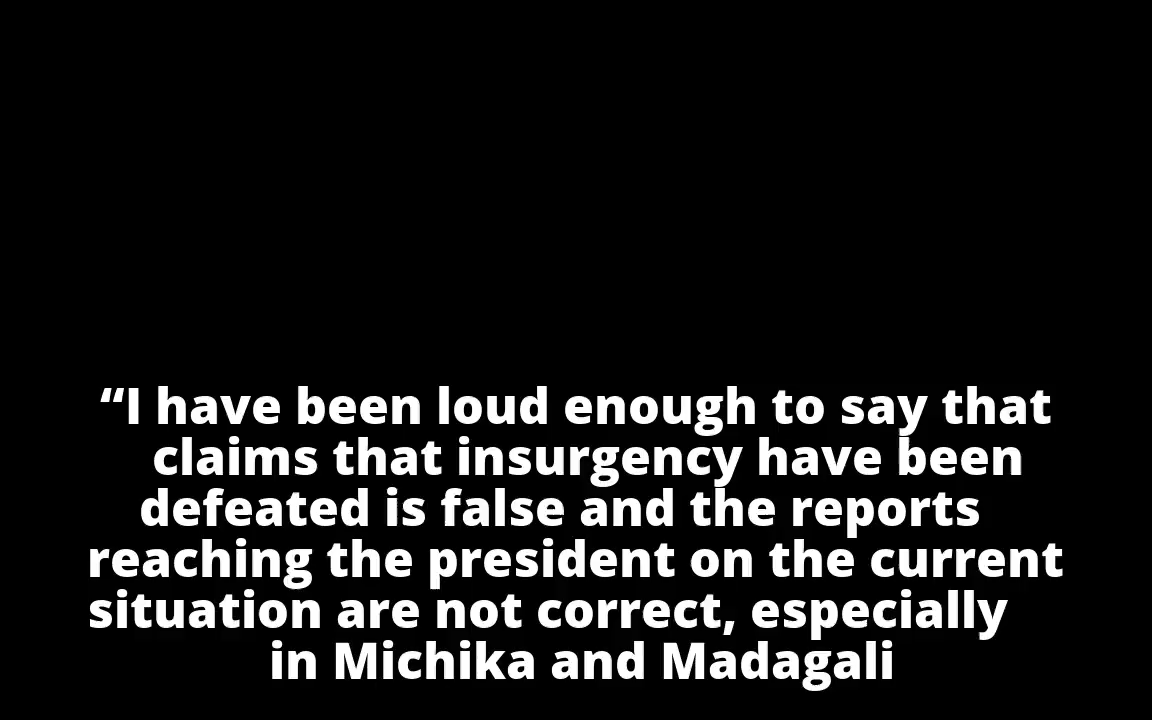 “I have been loud enough to say that
claims that insurgency have been
defeated is false and the reports
reaching the president on the current
situation are not correct, especially
in Michika and Madagali